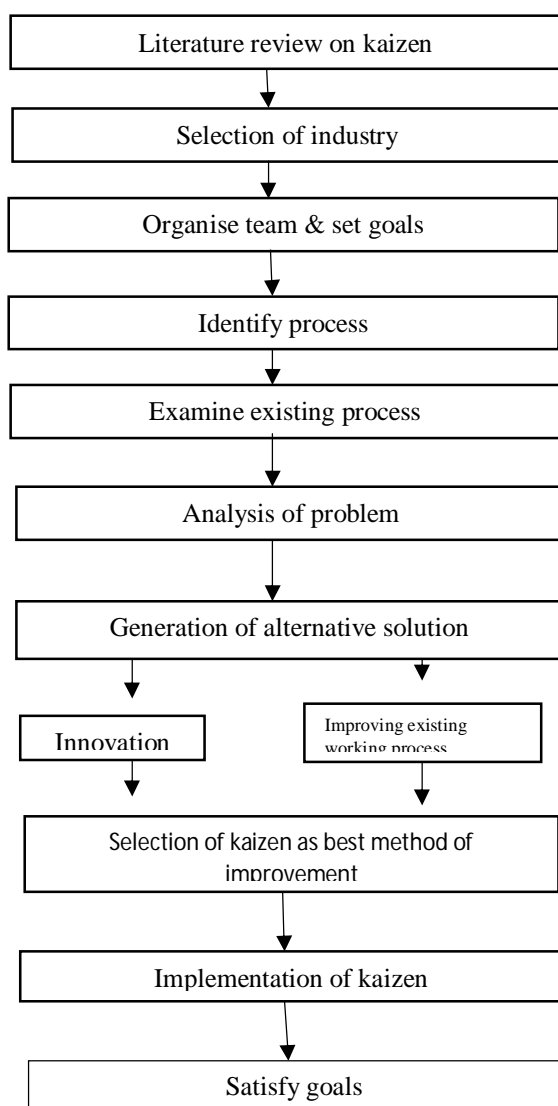 Literature review on kaizen
Selection of industry
Organise team & set goals
Identify process
Examine existing process
Analysis of problem
Generation of alternative solution
Innovation
Improving existing
working process
Selection of kaizen as best method of
improvement
Implementation of kaizen
Satisfy goals